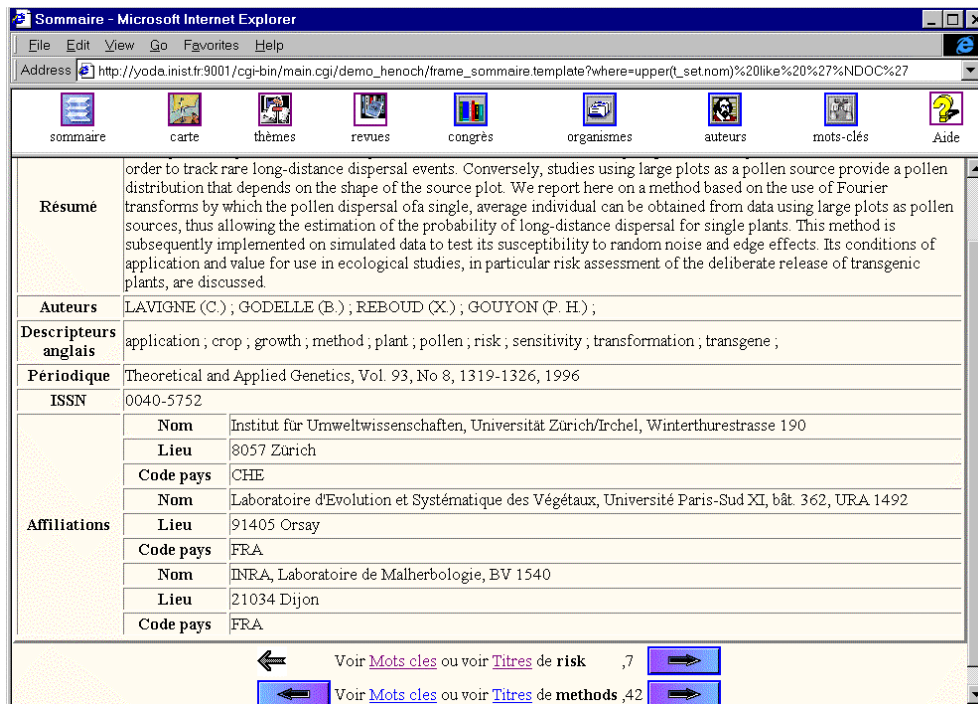 Sommaire - Microsoft Internet Explorer
File Edit View Go Favorites Help
Address http://yoda.inist.fr:9001/cgi-bin/main.cgi/demo_henoch/frame_sommaire.template?where=upper(t_set.nom)%20like%20%27%NDOC%27
sommaire carte thèmes revues congrès organismes auteurs mots-clés Aide
order to track rare long-distance dispersal events. Conversely, studies using large plots as a pollen source provide a pollen
distribution that depends on the shape of the source plot. We report here on a method based on the use of Fourier
Résumé transforms by which the pollen dispersal ofa single, average individual can be obtained from data using large plots as pollen
sources, thus allowing the estimation of the probability of long-distance dispersal for single plants. This method is
subsequently implemented on simulated data to test its susceptibility to random noise and edge effects. Its conditions of
application and value for use in ecological studies, in particular risk assessment of the deliberate release of transgenic
plants, are discussed.
Auteurs LAVIGNE (C.) ; GODELLE (B.) ; REBOUD (X.) ; GOUYON (P. H.) ;
Descripteurs anglais application ; crop ; growth ; method ; plant ; pollen ; risk ; sensitivity ; transformation ; transgene ;
Périodique Theoretical and Applied Genetics, Vol. 93, No 8, 1319-1326, 1996
ISSN 0040-5752
Affiliations
Nom Institut für Umweltwissenschaften, Universität Zürich/Irchel, Winterthurestrasse 190
Lieu 8057 Zürich
Code pays CHE
Nom Laboratoire d'Evolution et Systématique des Végétaux, Université Paris-Sud XI, bât. 362, URA 1492
Lieu 91405 Orsay
Code pays FRA
Nom INRA, Laboratoire de Malherbologie, BV 1540
Lieu 21034 Dijon
Code pays FRA
Voir Mots cles ou voir Titres de risk ,7
Voir Mots cles ou voir Titres de methods ,42